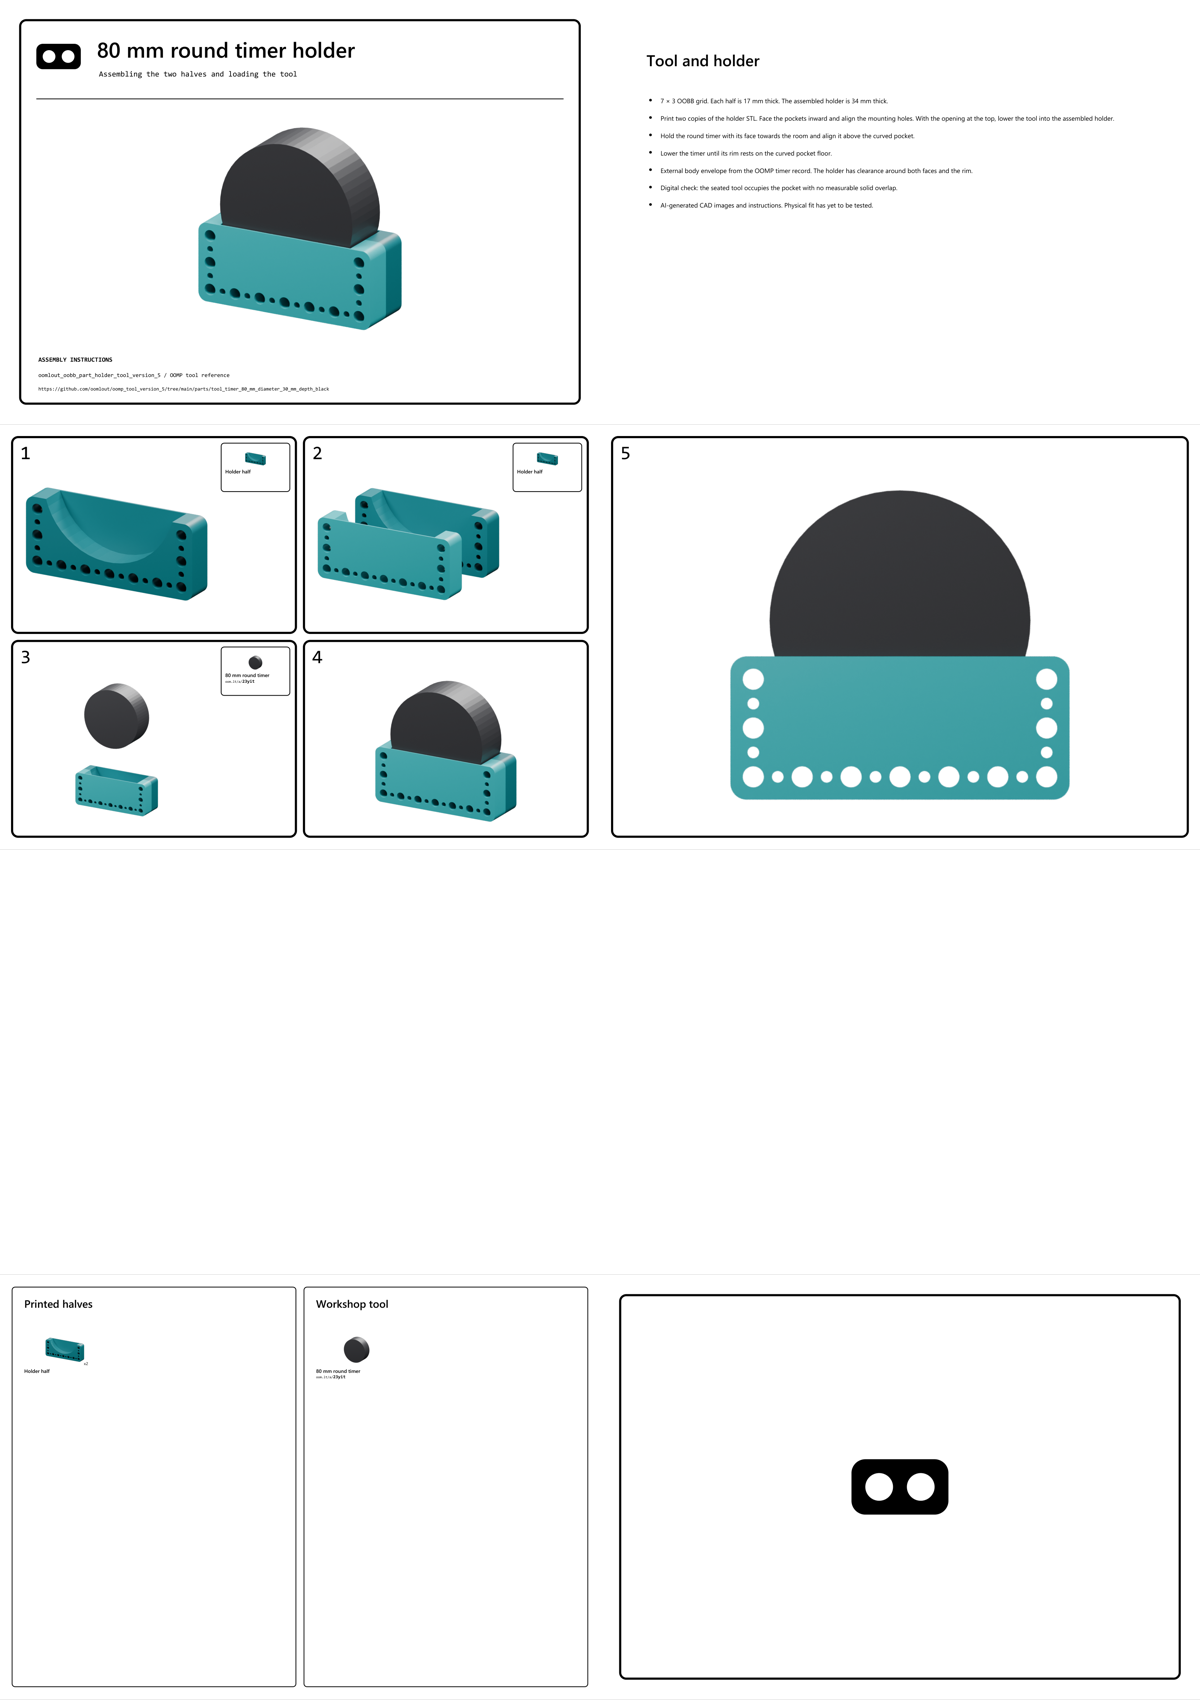 80 mm round timer holder
Assembling the two halves and loading the tool
ASSEMBLY INSTRUCTIONS
oomlout_oobb_part_holder_tool_version_5 / OOMP tool reference
https://github.com/oomlout/oomp_tool_version_5/tree/main/parts/tool_timer_80_mm_diameter_30_mm_depth_black
Tool and holder
• 7 × 3 OOBB grid. Each half is 17 mm thick. The assembled holder is 34 mm thick.
• Print two copies of the holder STL. Face the pockets inward and align the mounting holes. With the opening at the top, lower the tool into the assembled holder.
• Hold the round timer with its face towards the room and align it above the curved pocket.
• Lower the timer until its rim rests on the curved pocket floor.
• External body envelope from the OOMP timer record. The holder has clearance around both faces and the rim.
• Digital check: the seated tool occupies the pocket with no measurable solid overlap.
• AI-generated CAD images and instructions. Physical fit has yet to be tested.
1
Holder half
2
Holder half
3
80 mm round timer
4
5
Printed halves
x2
Holder half
Workshop tool
80 mm round timer